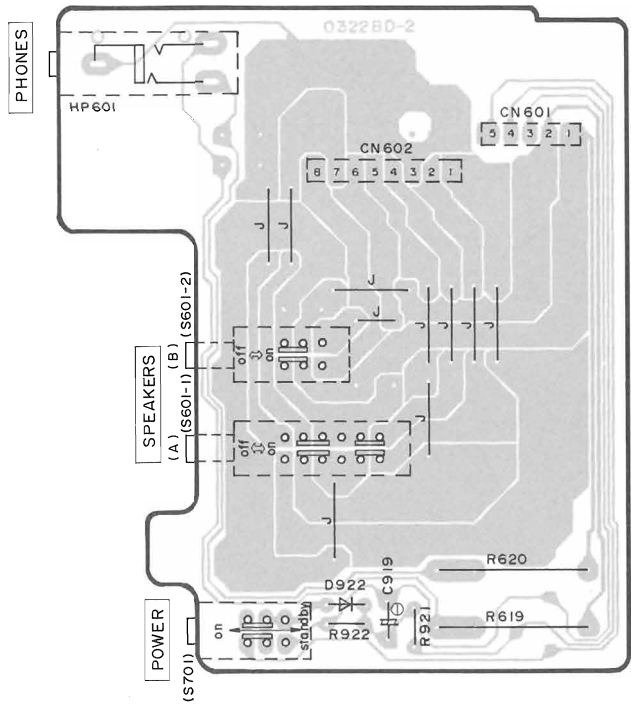 O322BD-2
PHONES
HP601
CN601
5 4 3 2 1
CN602
8 7 6 5 4 3 2 1
J
J
J
J
J
J
J
J
SPEAKERS
(B) (S601-2)
off on
(A) (S601-1)
off on
J
J
R620
D922
C919
POWER
(S701)
on standby
R922
R921
R619